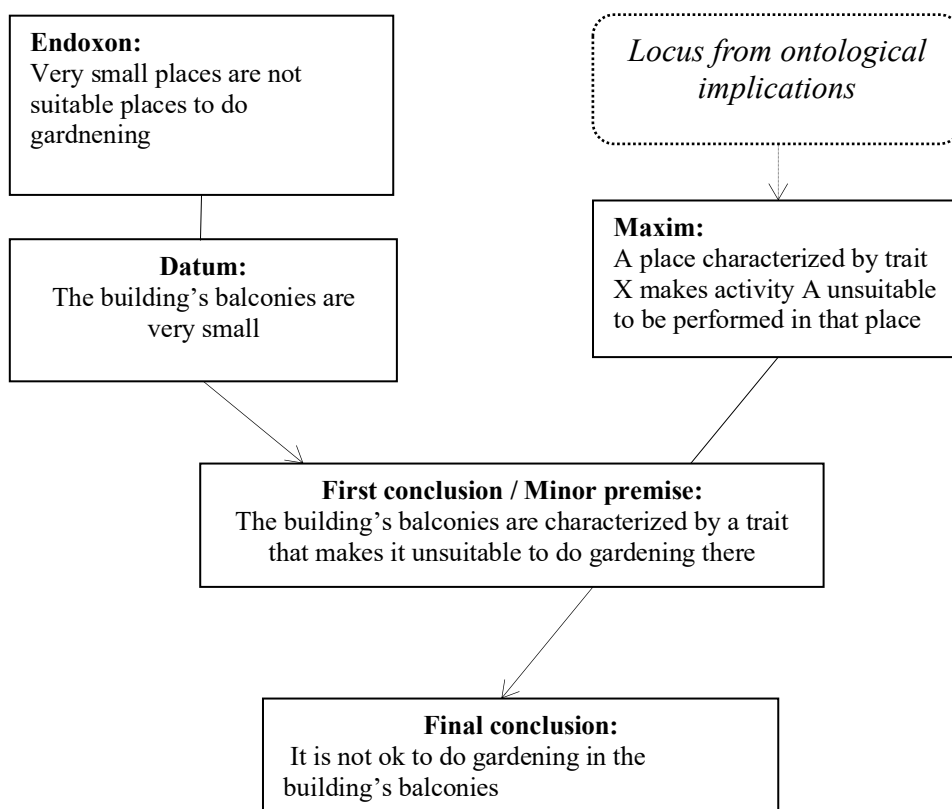 Endoxon:
Very small places are not
suitable places to do
gardnening
Locus from ontological
implications
Datum:
The building’s balconies are
very small
Maxim:
A place characterized by trait
X makes activity A unsuitable
to be performed in that place
First conclusion / Minor premise:
The building’s balconies are characterized by a trait
that makes it unsuitable to do gardening there
Final conclusion:
It is not ok to do gardening in the
building’s balconies